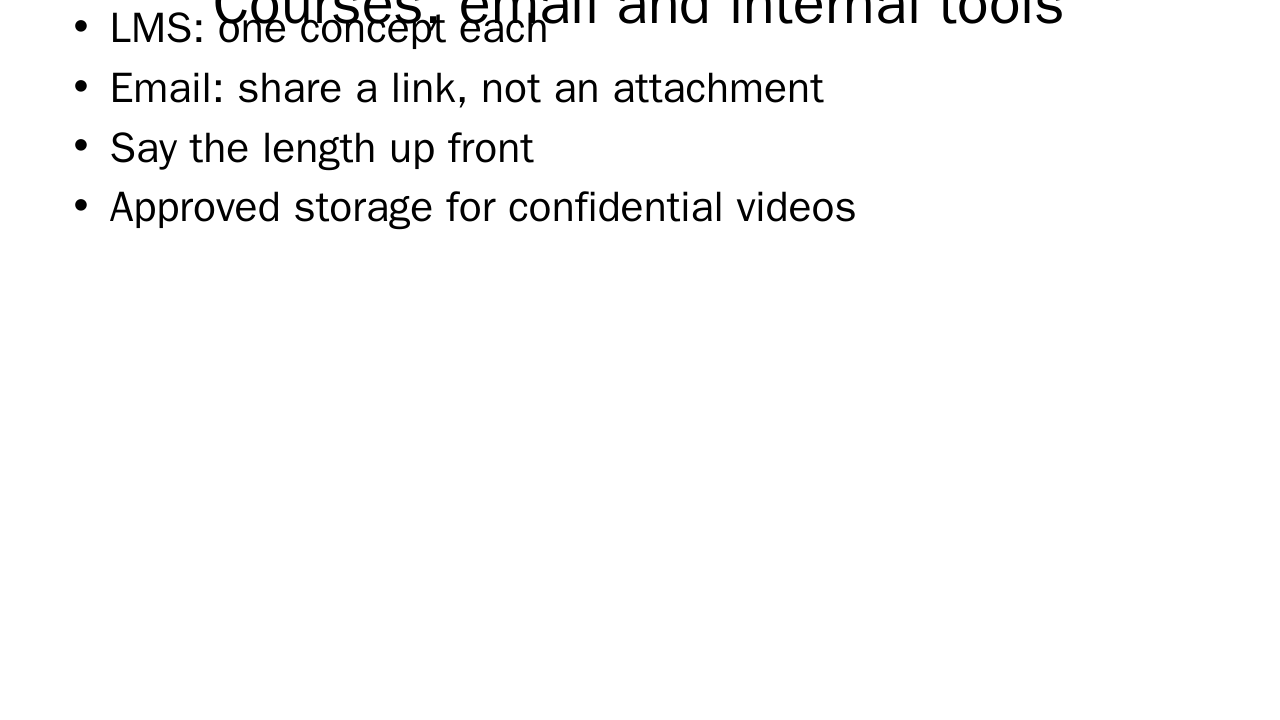 Courses, email and internal tools
• LMS: one concept each
• Email: share a link, not an attachment
• Say the length up front
• Approved storage for confidential videos